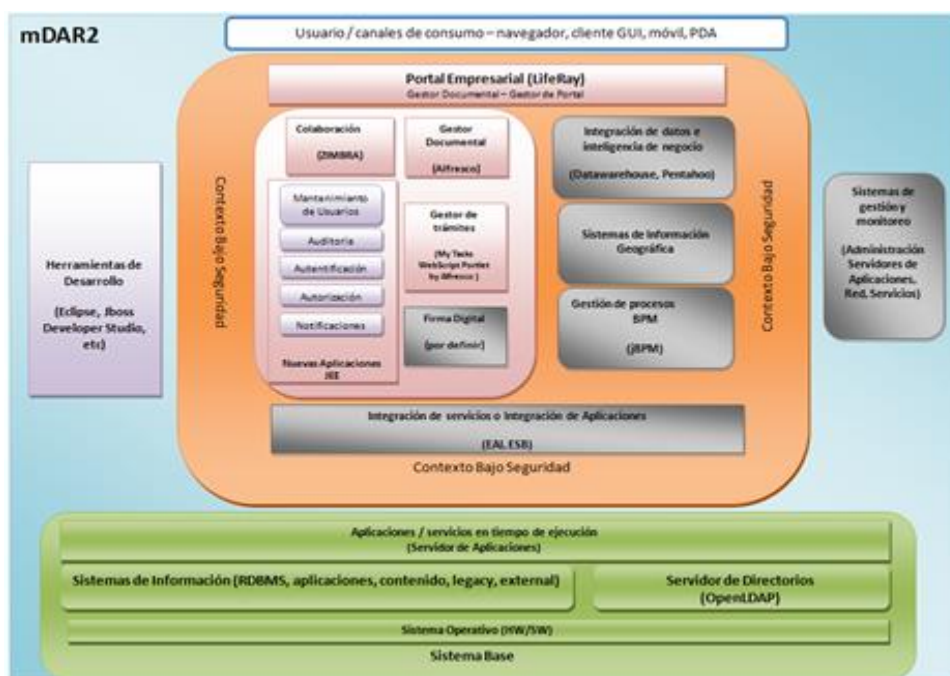 mDAR2
Usuario / canales de consumo – navegador, cliente GUI, móvil, PDA
Portal Empresarial (LifeRay)
Gestor Documental – Gestor de Portal
Contexto Bajo Seguridad
Colaboración
(ZIMBRA)
Gestor
Documental
(Alfresco)
Mantenimiento
de Usuarios
Auditoria
Autentificación
Autorización
Notificaciones
Nuevas Aplicaciones
JEE
Gestor de
trámites
(My Tasks
WebScript Portlet
by Alfresco)
Firma Digital
(por definir)
Integración de datos e
inteligencia de negocio
(Datawarehouse, Pentahoo)
Sistemas de Información
Geográfica
Gestión de procesos
BPM
(jBPM)
Contexto Bajo Seguridad
Integración de servicios o Integración de Aplicaciones
(EAI, ESB)
Contexto Bajo Seguridad
Herramientas de
Desarrollo
(Eclipse, Jboss
Developer Studio,
etc)
Sistemas de
gestión y
monitoreo
(Administración
Servidores de
Aplicaciones,
Red, Servicios)
Aplicaciones / servicios en tiempo de ejecución
(Servidor de Aplicaciones)
Sistemas de Información (RDBMS, aplicaciones, contenido, legacy, external)
Servidor de Directorios
(OpenLDAP)
Sistema Operativo (HW/SW)
Sistema Base